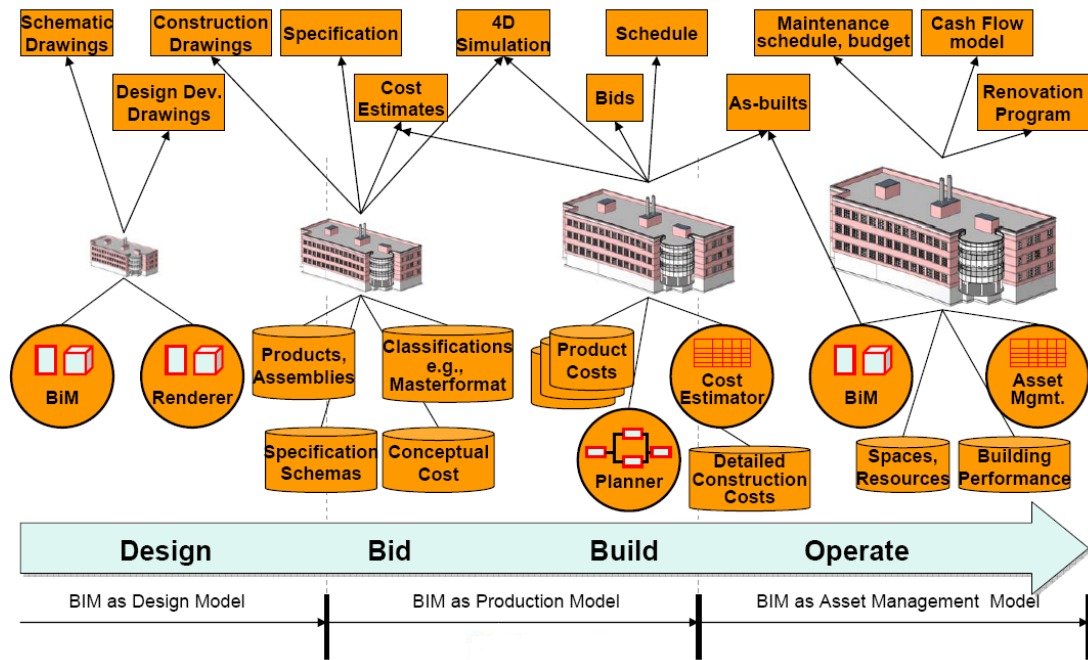 Schematic
Drawings
Construction
Drawings
Specification
4D
Simulation
Schedule
Maintenance
schedule, budget
Cash Flow
model
Design Dev.
Drawings
Cost
Estimates
Bids
As-builts
Renovation
Program
BiM
Renderer
Products,
Assemblies
Classifications
e.g.,
Masterformat
Specification
Schemas
Conceptual
Cost
Product
Costs
Cost
Estimator
Planner
Detailed
Construction
Costs
BiM
Asset
Mgmt.
Spaces,
Resources
Building
Performance
Design
Bid
Build
Operate
BIM as Design Model
BIM as Production Model
BIM as Asset Management Model